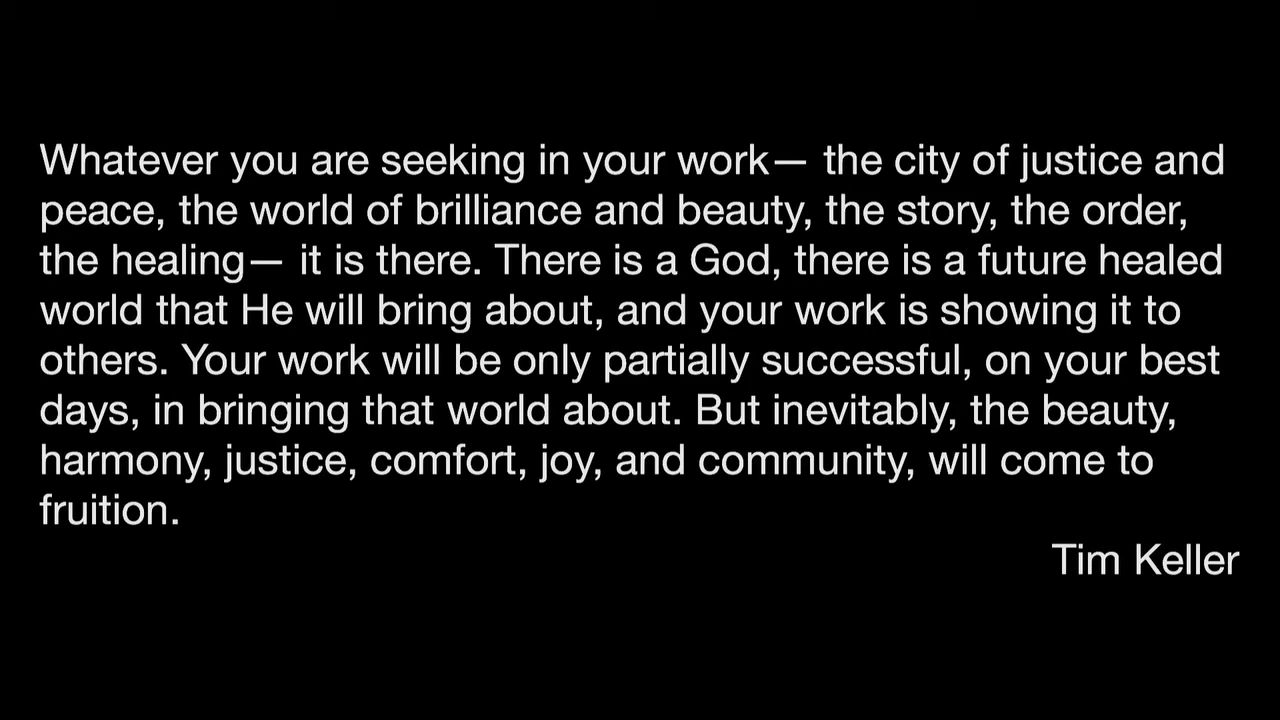 Whatever you are seeking in your work— the city of justice and
peace, the world of brilliance and beauty, the story, the order,
the healing— it is there. There is a God, there is a future healed
world that He will bring about, and your work is showing it to
others. Your work will be only partially successful, on your best
days, in bringing that world about. But inevitably, the beauty,
harmony, justice, comfort, joy, and community, will come to
fruition.
Tim Keller